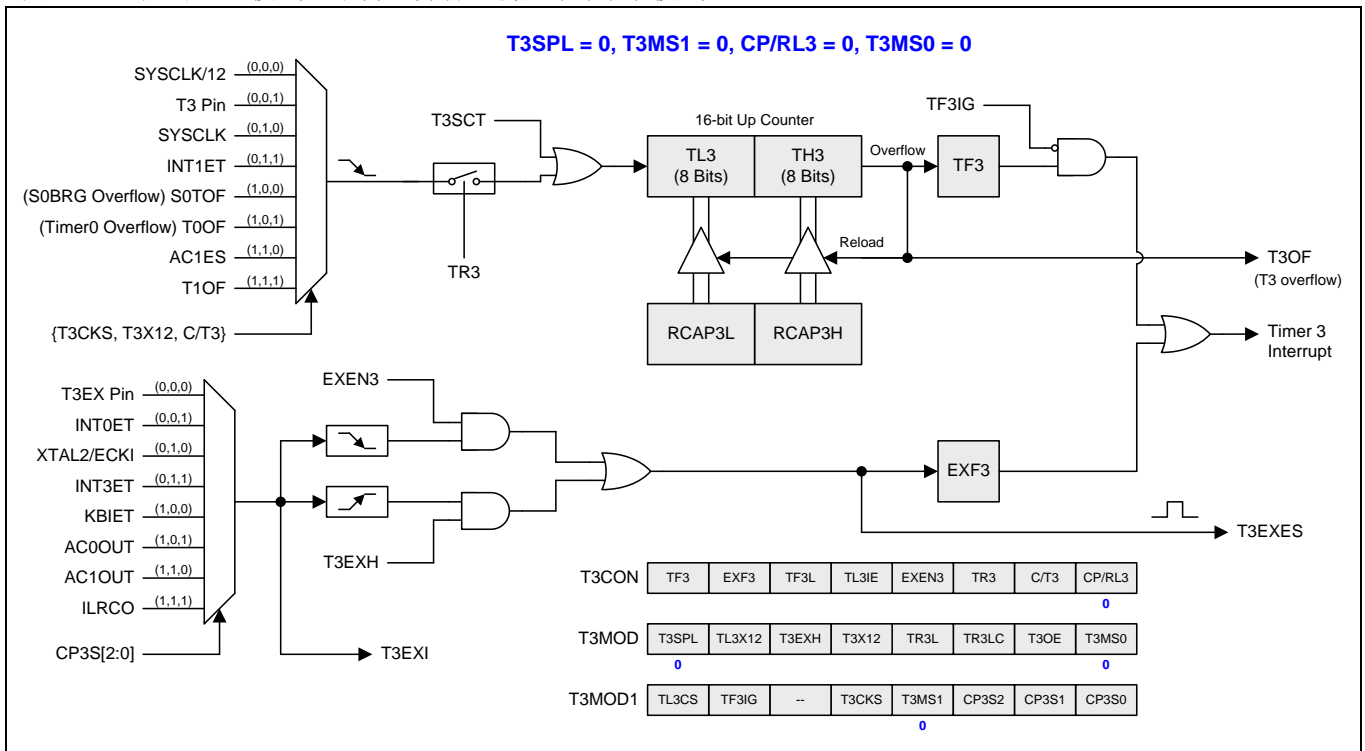 T3SPL = 0, T3MS1 = 0, CP/RL3 = 0, T3MS0 = 0
SYSCLK/12 (0,0,0)
T3 Pin (0,0,1)
SYSCLK (0,1,0)
INT1ET (0,1,1)
(S0BRG Overflow) S0TOF (1,0,0)
(Timer0 Overflow) T0OF (1,0,1)
AC1ES (1,1,0)
T1OF (1,1,1)
{T3CKS, T3X12, C/T3}
T3SCT
TR3
16-bit Up Counter
TL3
(8 Bits)
TH3
(8 Bits)
Overflow
TF3
TF3IG
Reload
RCAP3L
RCAP3H
T3OF
(T3 overflow)
Timer 3
Interrupt
T3EX Pin (0,0,0)
INT0ET (0,0,1)
XTAL2/ECKI (0,1,0)
INT3ET (0,1,1)
KBIET (1,0,0)
AC0OUT (1,0,1)
AC1OUT (1,1,0)
ILRCO (1,1,1)
CP3S[2:0]
EXEN3
T3EXH
T3EXI
EXF3
T3EXES
T3CON TF3 EXF3 TF3L TL3IE EXEN3 TR3 C/T3 CP/RL3
0
T3MOD T3SPL TL3X12 T3EXH T3X12 TR3L TR3LC T3OE T3MS0
0 0
T3MOD1 TL3CS TF3IG -- T3CKS T3MS1 CP3S2 CP3S1 CP3S0
0